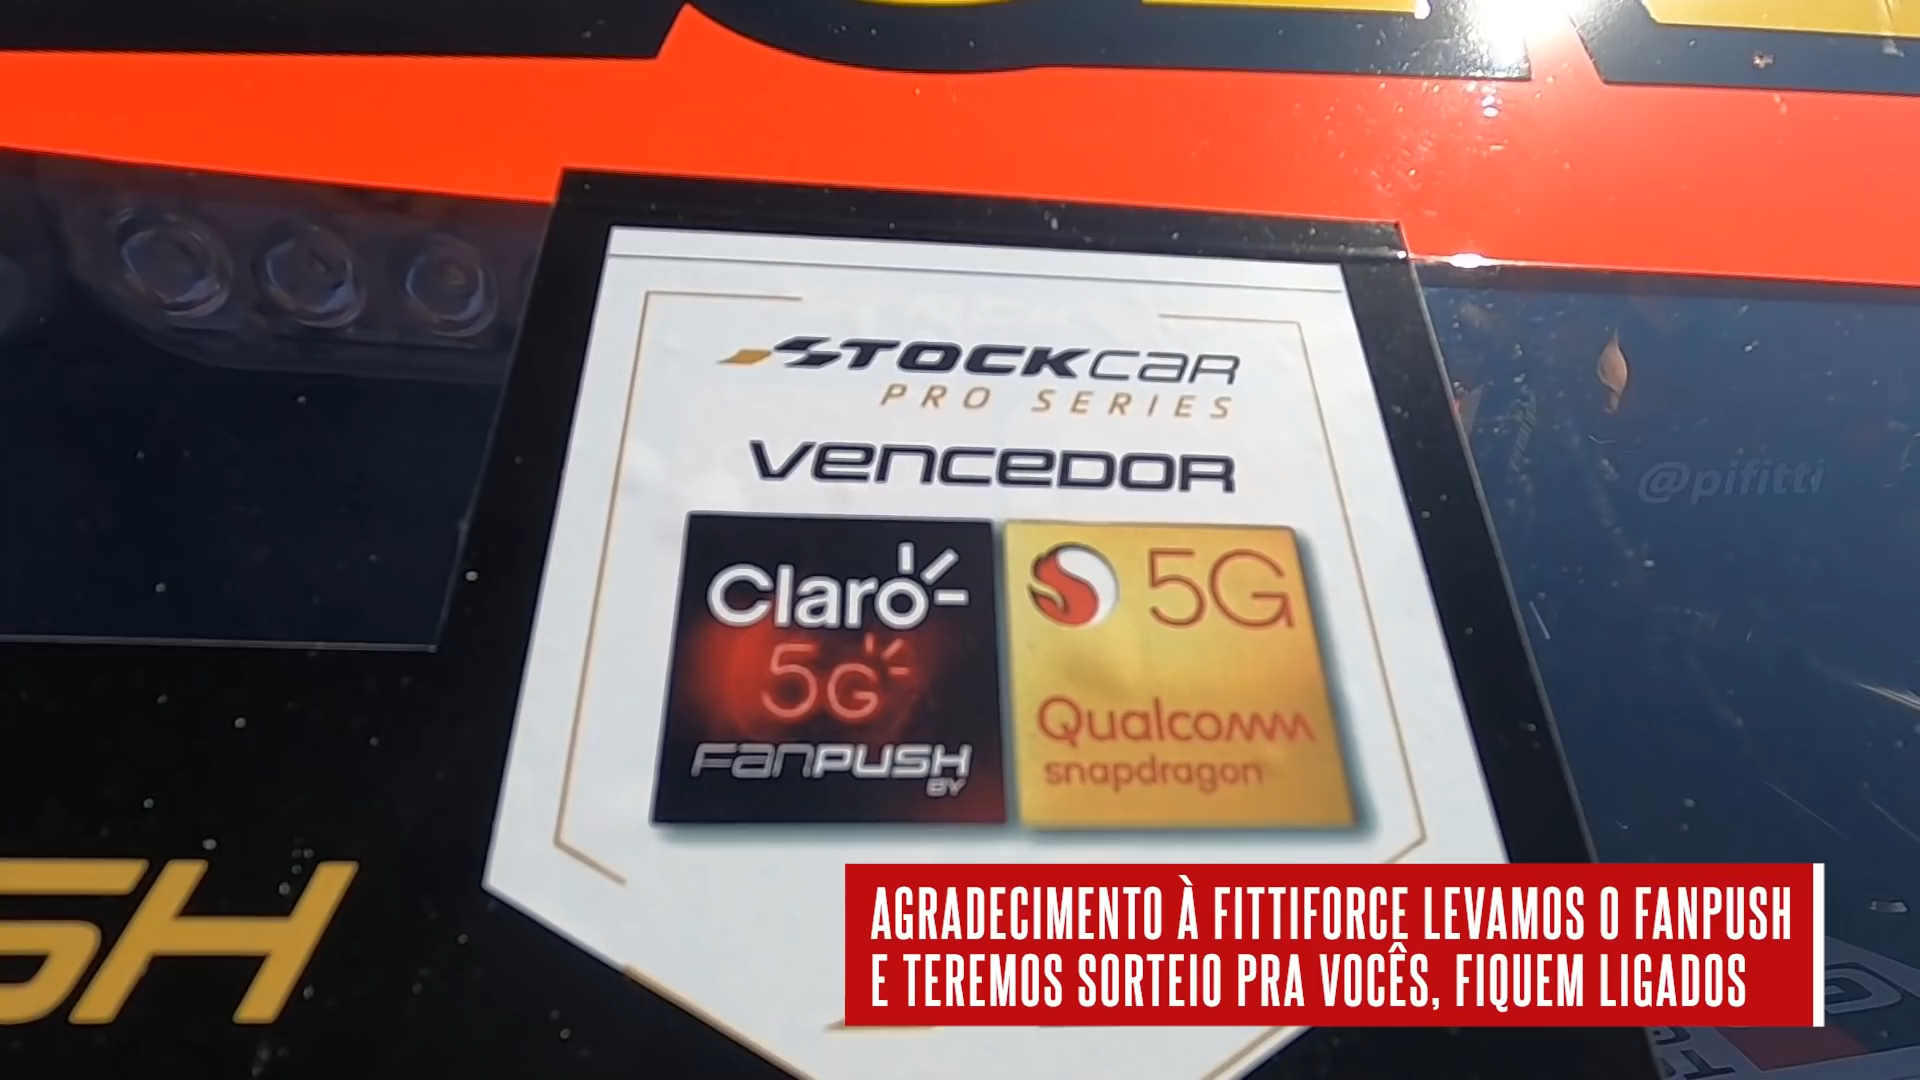 STOCKCAR
PRO SERIES
VENCEDOR
@pifitti
Claro
5G
5G
FANPUSH
BY
Qualcomm
snapdragon
SH
AGRADECIMENTO À FITTIFORCE LEVAMOS O FANPUSH
E TEREMOS SORTEIO PRA VOCÊS, FIQUEM LIGADOS